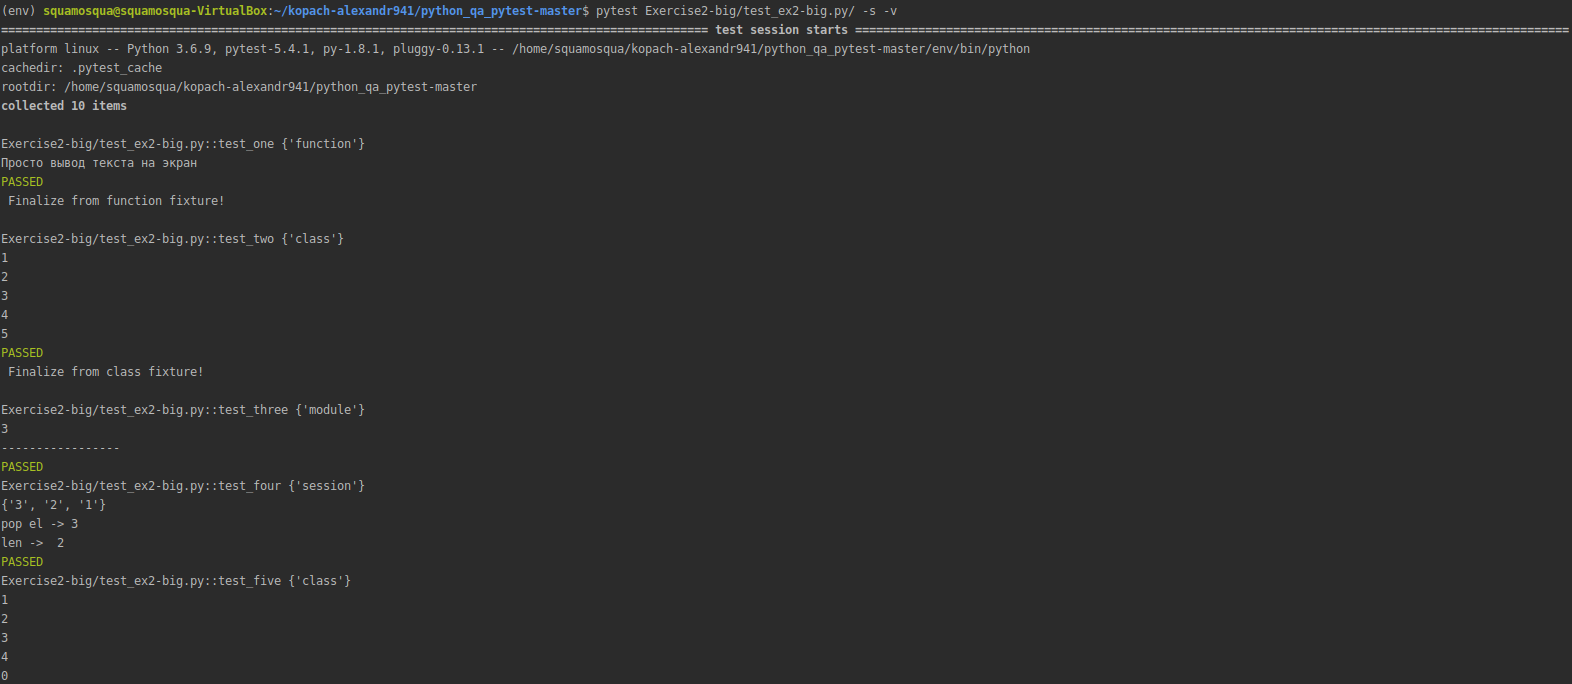 (env) squamosqua@squamosqua-VirtualBox:~/kopach-alexandr941/python_qa_pytest-master$ pytest Exercise2-big/test_ex2-big.py/ -s -v
===================================================================================================== test session starts ======================================================================================================
platform linux -- Python 3.6.9, pytest-5.4.1, py-1.8.1, pluggy-0.13.1 -- /home/squamosqua/kopach-alexandr941/python_qa_pytest-master/env/bin/python
cachedir: .pytest_cache
rootdir: /home/squamosqua/kopach-alexandr941/python_qa_pytest-master
collected 10 items
Exercise2-big/test_ex2-big.py::test_one {'function'}
Просто вывод текста на экран
PASSED
Finalize from function fixture!
Exercise2-big/test_ex2-big.py::test_two {'class'}
1
2
3
4
5
PASSED
Finalize from class fixture!
Exercise2-big/test_ex2-big.py::test_three {'module'}
3
-----------------
PASSED
Exercise2-big/test_ex2-big.py::test_four {'session'}
{'3', '2', '1'}
pop el -> 3
len ->  2
PASSED
Exercise2-big/test_ex2-big.py::test_five {'class'}
1
2
3
4
0